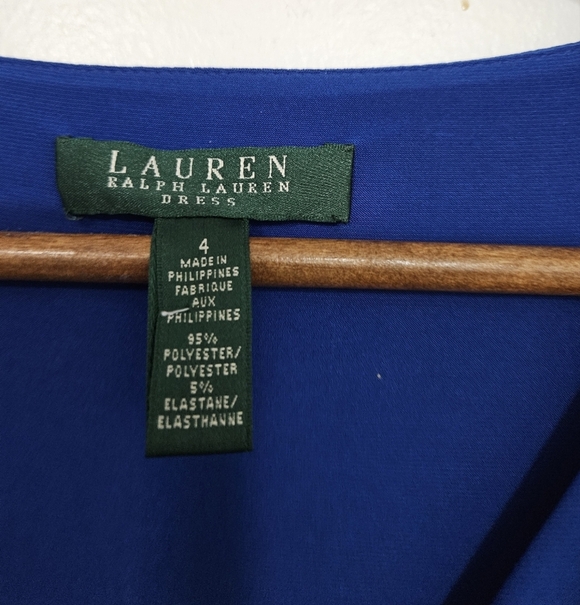 LAUREN
RALPH LAUREN
DRESS
4
MADE IN
PHILIPPINES
FABRIQUE
AUX
PHILIPPINES
95%
POLYESTER/
POLYESTER
5%
ELASTANE/
ELASTHANNE